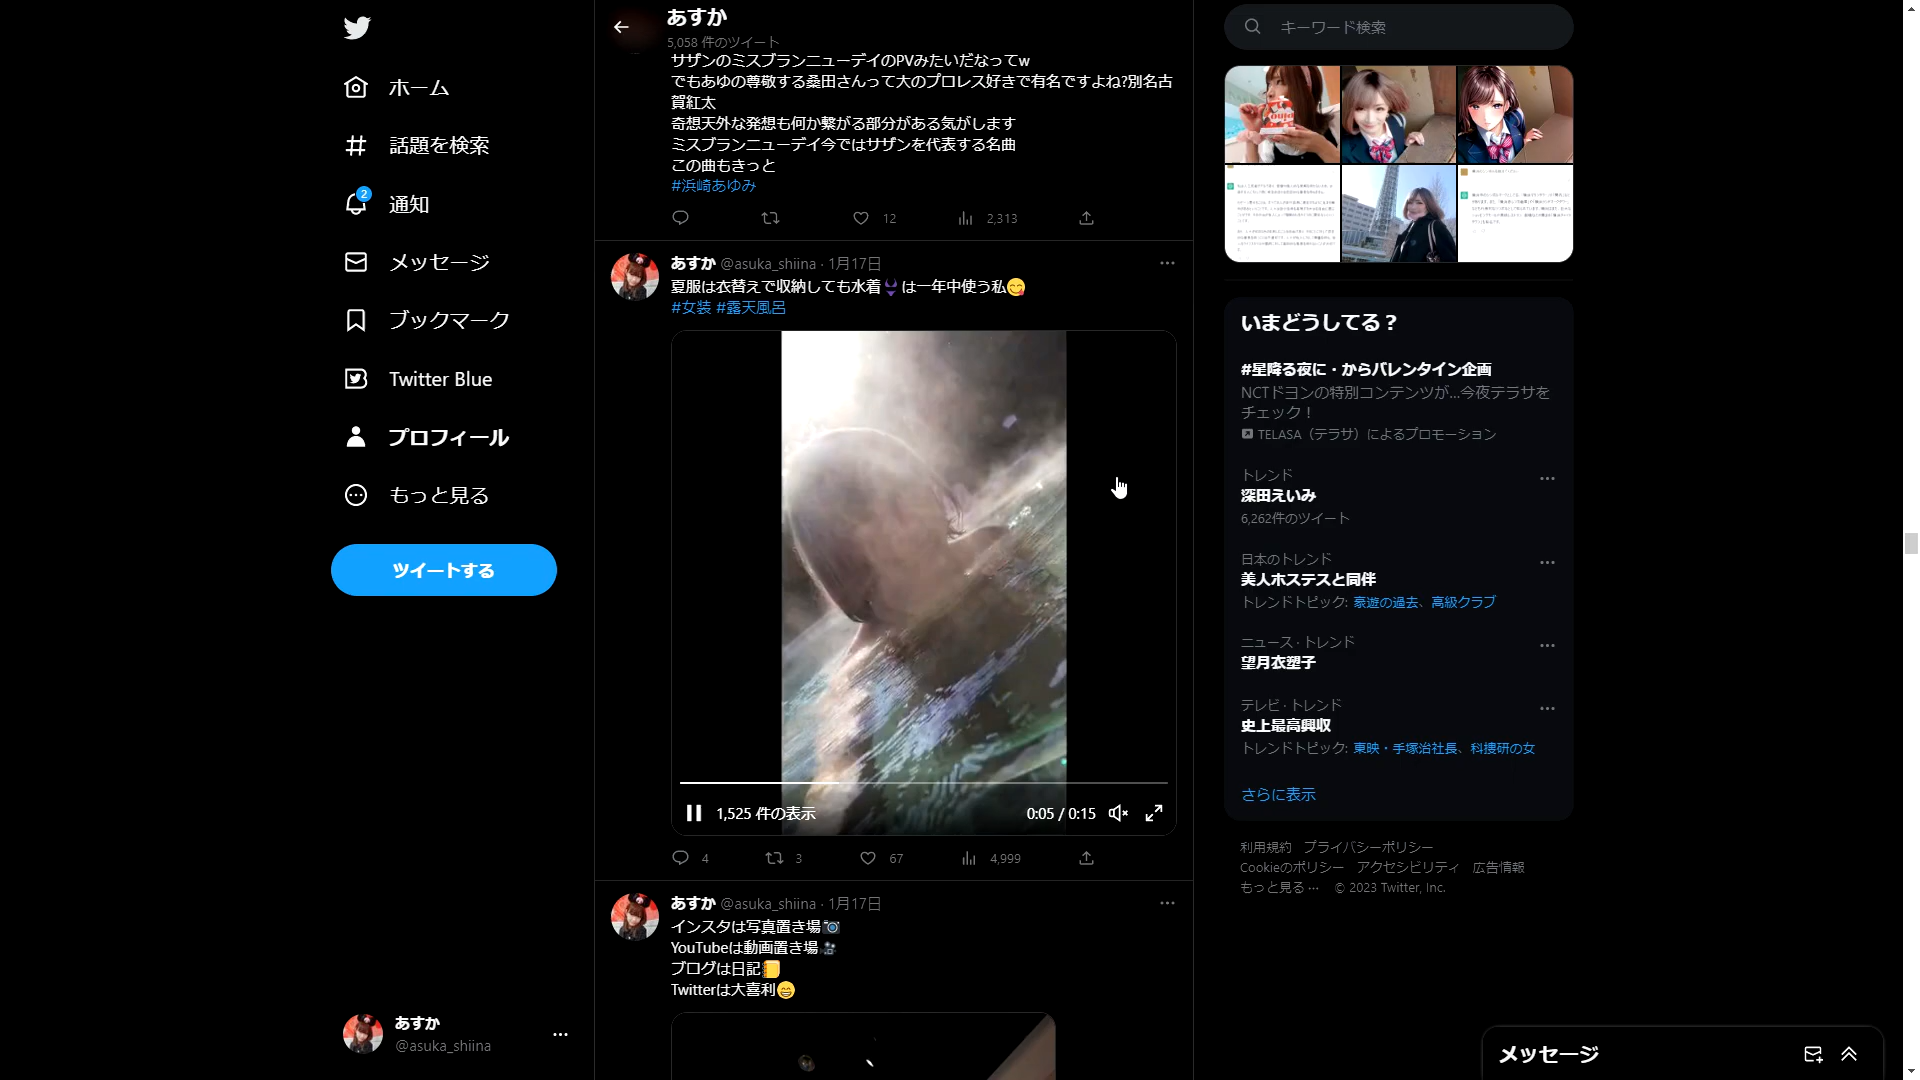 ホーム
話題を検索
2
通知
メッセージ
ブックマーク
Twitter Blue
プロフィール
もっと見る
ツイートする
あすか
@asuka_shiina
あすか
5,058 件のツイート
サザンのミスブランニューデイのPVみたいだなってw
でもあゆの尊敬する桑田さんって大のプロレス好きで有名ですよね?別名古
賀紅太
奇想天外な発想も何か繋がる部分がある気がします
ミスブランニューデイ今ではサザンを代表する名曲
この曲もきっと
#浜崎あゆみ
12
2,313
あすか @asuka_shiina · 1月17日
夏服は衣替えで収納しても水着👙は一年中使う私😋
#女装 #露天風呂
1,525 件の表示
0:05 / 0:15
4
3
67
4,999
あすか @asuka_shiina · 1月17日
インスタは写真置き場📷
YouTubeは動画置き場🎥
ブログは日記📒
Twitterは大喜利😄
キーワード検索
いまどうしてる？
#星降る夜に・からバレンタイン企画
NCTドヨンの特別コンテンツが...今夜テラサを
チェック！
TELASA（テラサ）によるプロモーション
トレンド
深田えいみ
6,262件のツイート
日本のトレンド
美人ホステスと同伴
トレンドトピック: 豪遊の過去、高級クラブ
ニュース · トレンド
望月衣塑子
テレビ · トレンド
史上最高興収
トレンドトピック: 東映・手塚治社長、科捜研の女
さらに表示
利用規約 プライバシーポリシー
Cookieのポリシー アクセシビリティ 広告情報
もっと見る ··· © 2023 Twitter, Inc.
メッセージ